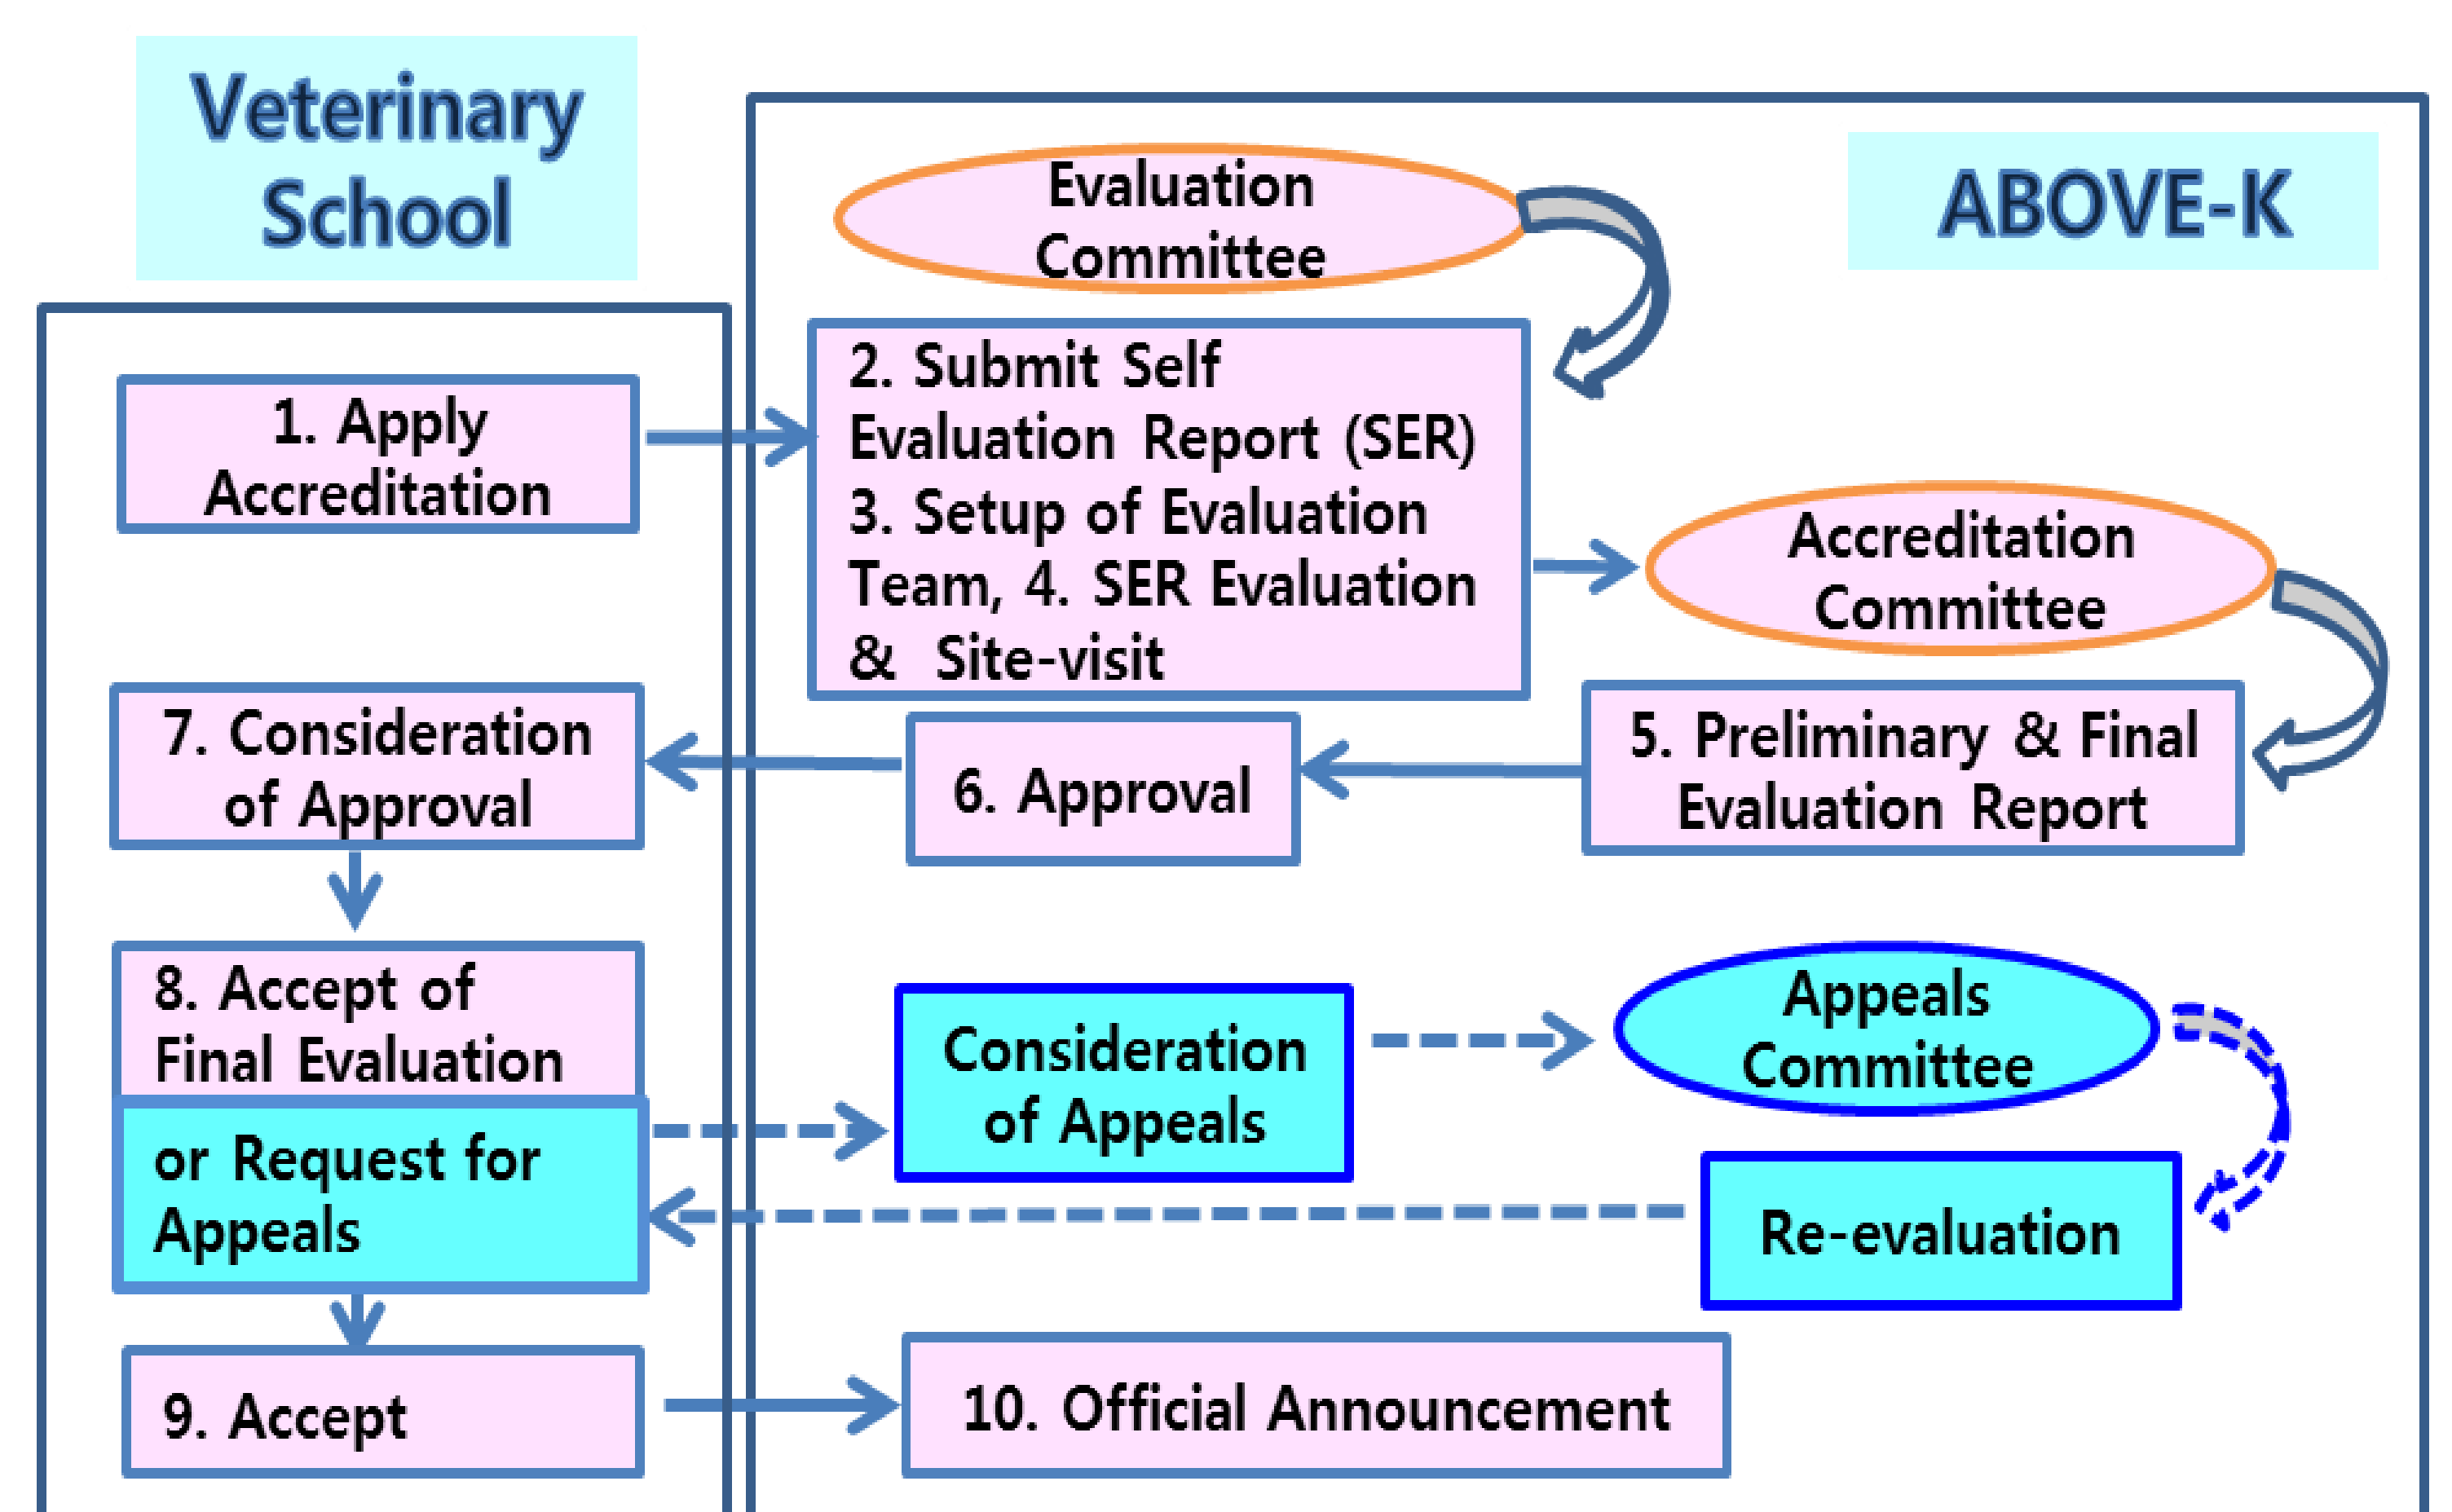 Veterinary
School
ABOVE-K
Evaluation
Committee
1. Apply
Accreditation
2. Submit Self
Evaluation Report (SER)
3. Setup of Evaluation
Team, 4. SER Evaluation
& Site-visit
Accreditation
Committee
5. Preliminary & Final
Evaluation Report
6. Approval
7. Consideration
of Approval
8. Accept of
Final Evaluation
or Request for
Appeals
Consideration
of Appeals
Appeals
Committee
Re-evaluation
9. Accept
10. Official Announcement